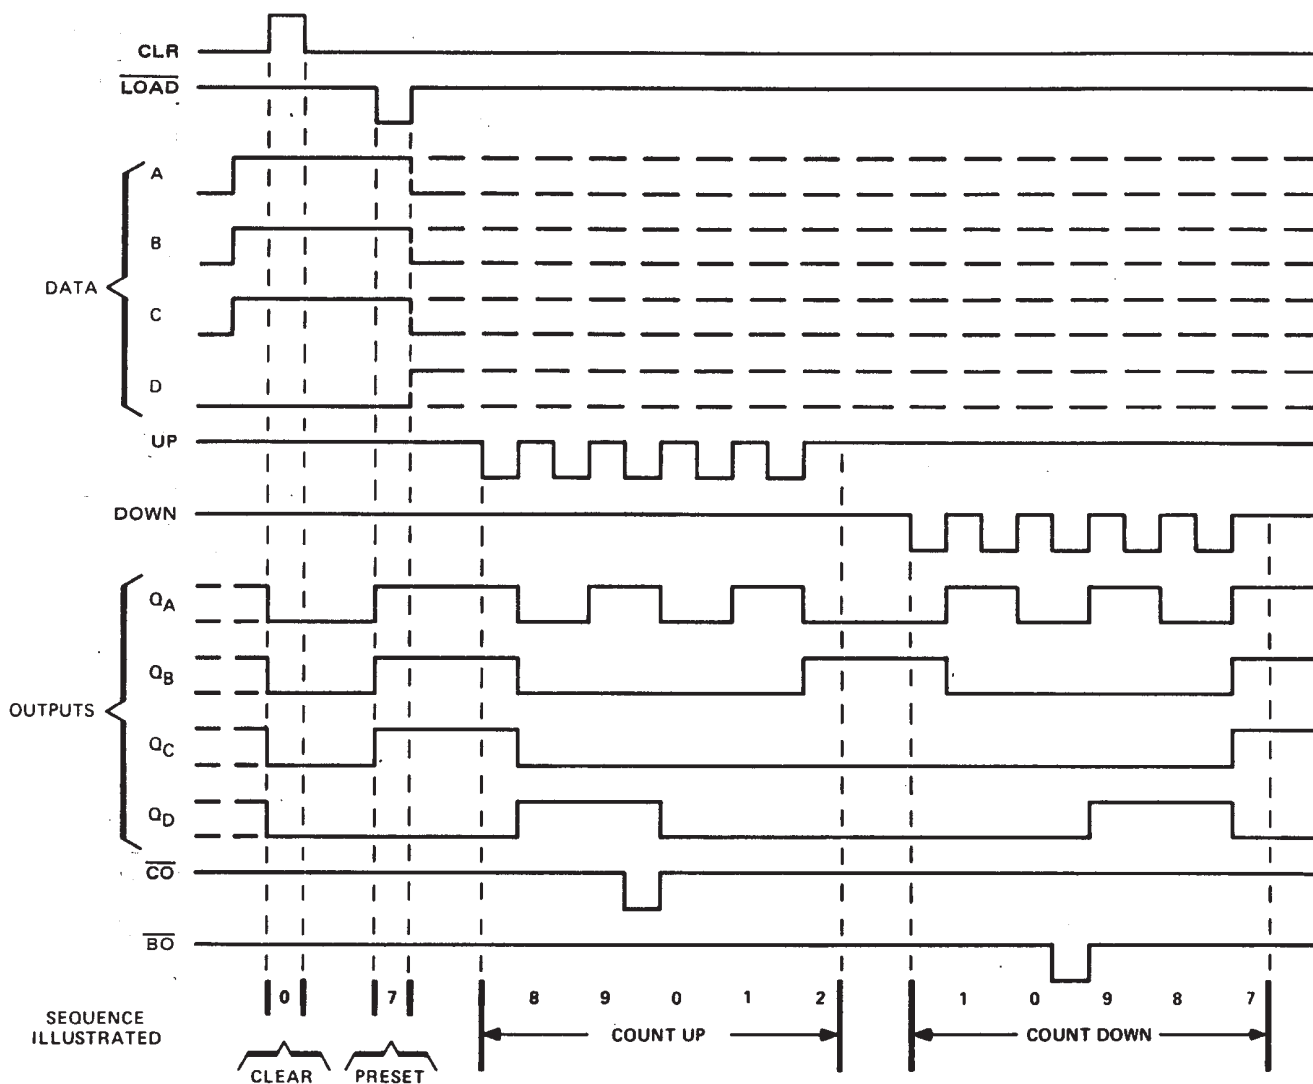 CLR
LOAD
A
B
DATA
C
D
UP
DOWN
QA
QB
OUTPUTS
QC
QD
CO
BO
SEQUENCE ILLUSTRATED
0 7 8 9 0 1 2 1 0 9 8 7
COUNT UP COUNT DOWN
CLEAR PRESET